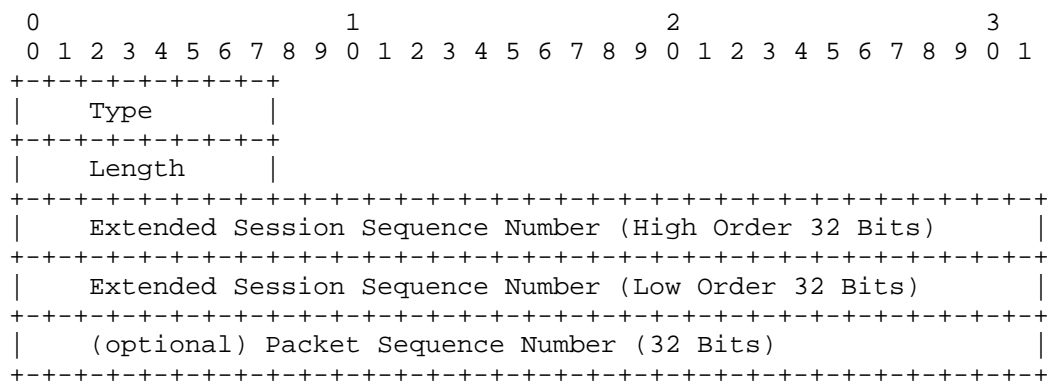 0                   1                   2                   3
 0 1 2 3 4 5 6 7 8 9 0 1 2 3 4 5 6 7 8 9 0 1 2 3 4 5 6 7 8 9 0 1
+-+-+-+-+-+-+-+-+
|    Type       |
+-+-+-+-+-+-+-+-+
|    Length     |
+-+-+-+-+-+-+-+-+-+-+-+-+-+-+-+-+-+-+-+-+-+-+-+-+-+-+-+-+-+-+-+-+
|    Extended Session Sequence Number (High Order 32 Bits)      |
+-+-+-+-+-+-+-+-+-+-+-+-+-+-+-+-+-+-+-+-+-+-+-+-+-+-+-+-+-+-+-+-+
|    Extended Session Sequence Number (Low Order 32 Bits)       |
+-+-+-+-+-+-+-+-+-+-+-+-+-+-+-+-+-+-+-+-+-+-+-+-+-+-+-+-+-+-+-+-+
|    (optional) Packet Sequence Number (32 Bits)                |
+-+-+-+-+-+-+-+-+-+-+-+-+-+-+-+-+-+-+-+-+-+-+-+-+-+-+-+-+-+-+-+-+